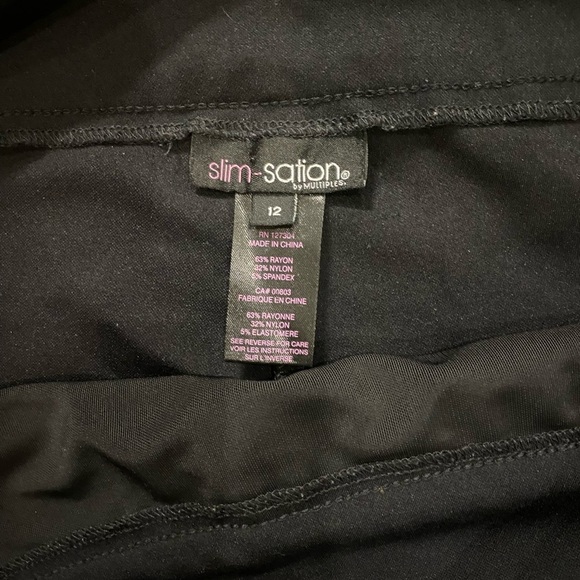 slim-sation®
by MULTIPLES®
12
RN 127304
MADE IN CHINA
63% RAYON
32% NYLON
5% SPANDEX
CA# 00803
FABRIQUE EN CHINE
63% RAYONNE
32% NYLON
5% ELASTOMERE
SEE REVERSE FOR CARE
VOIR LES INSTRUCTIONS
SUR L'INVERSE